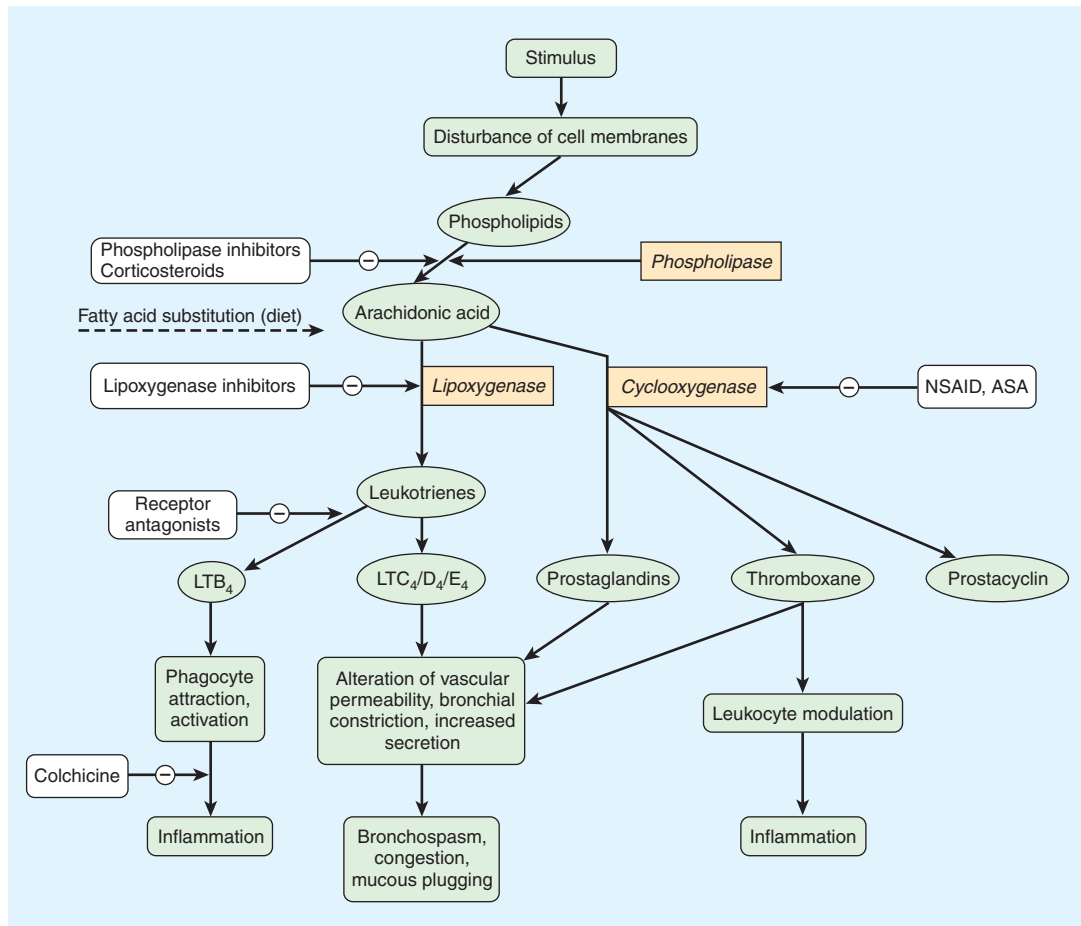 Stimulus
Disturbance of cell membranes
Phospholipids
Phospholipase inhibitors
Corticosteroids
−
Phospholipase
Arachidonic acid
Fatty acid substitution (diet)
Lipoxygenase inhibitors
−
Lipoxygenase
Cyclooxygenase
−
NSAID, ASA
Leukotrienes
Receptor
antagonists
−
LTB₄
LTC₄/D₄/E₄
Prostaglandins
Thromboxane
Prostacyclin
Phagocyte
attraction,
activation
Alteration of vascular
permeability, bronchial
constriction, increased
secretion
Leukocyte modulation
Colchicine
−
Inflammation
Bronchospasm,
congestion,
mucous plugging
Inflammation